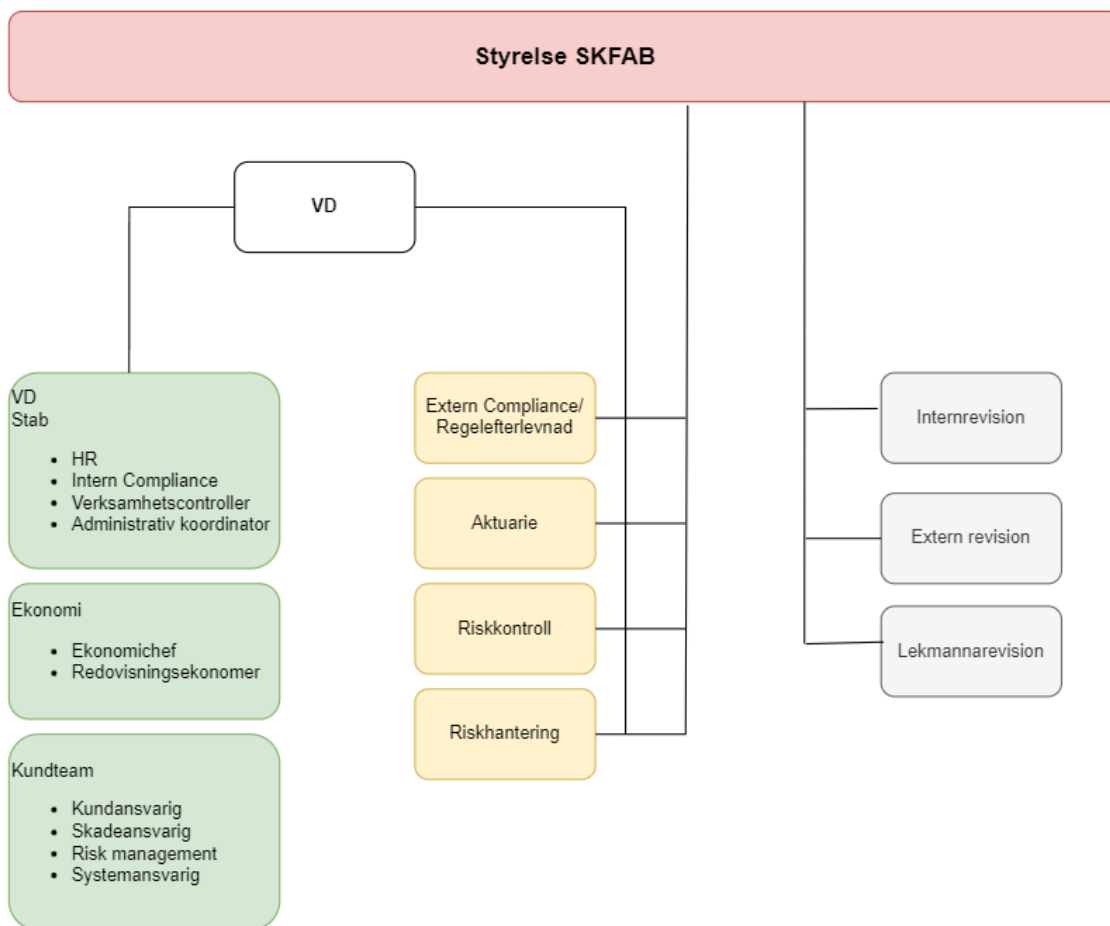 Styrelse SKFAB
VD
VD
Stab
• HR
• Intern Compliance
• Verksamhetscontroller
• Administrativ koordinator
Ekonomi
• Ekonomichef
• Redovisningsekonomer
Kundteam
• Kundansvarig
• Skadeansvarig
• Risk management
• Systemansvarig
Extern Compliance/
Regelefterlevnad
Aktuarie
Riskkontroll
Riskhantering
Internrevision
Extern revision
Lekmannarevision